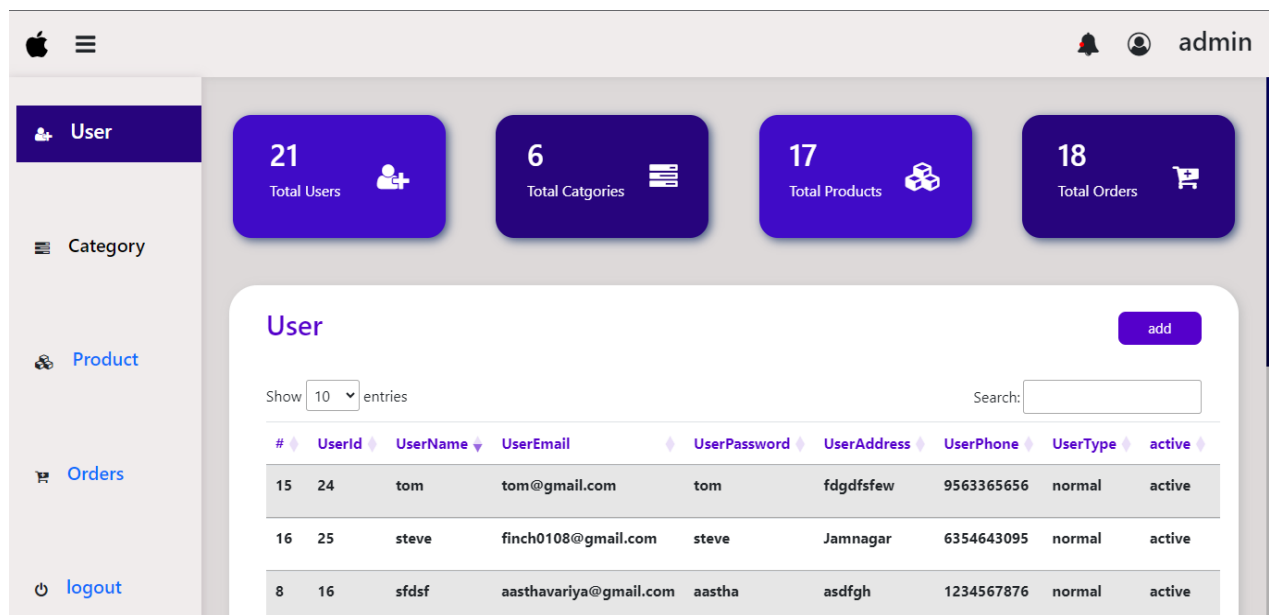 admin
User
Category
Product
Orders
logout
21
Total Users
6
Total Catgories
17
Total Products
18
Total Orders
User
add
Show 10 entries
Search:
# UserId UserName UserEmail UserPassword UserAddress UserPhone UserType active
15 24 tom tom@gmail.com tom fdgdfsfew 9563365656 normal active
16 25 steve finch0108@gmail.com steve Jamnagar 6354643095 normal active
8 16 sfdsf aasthavariya@gmail.com aastha asdfgh 1234567876 normal active